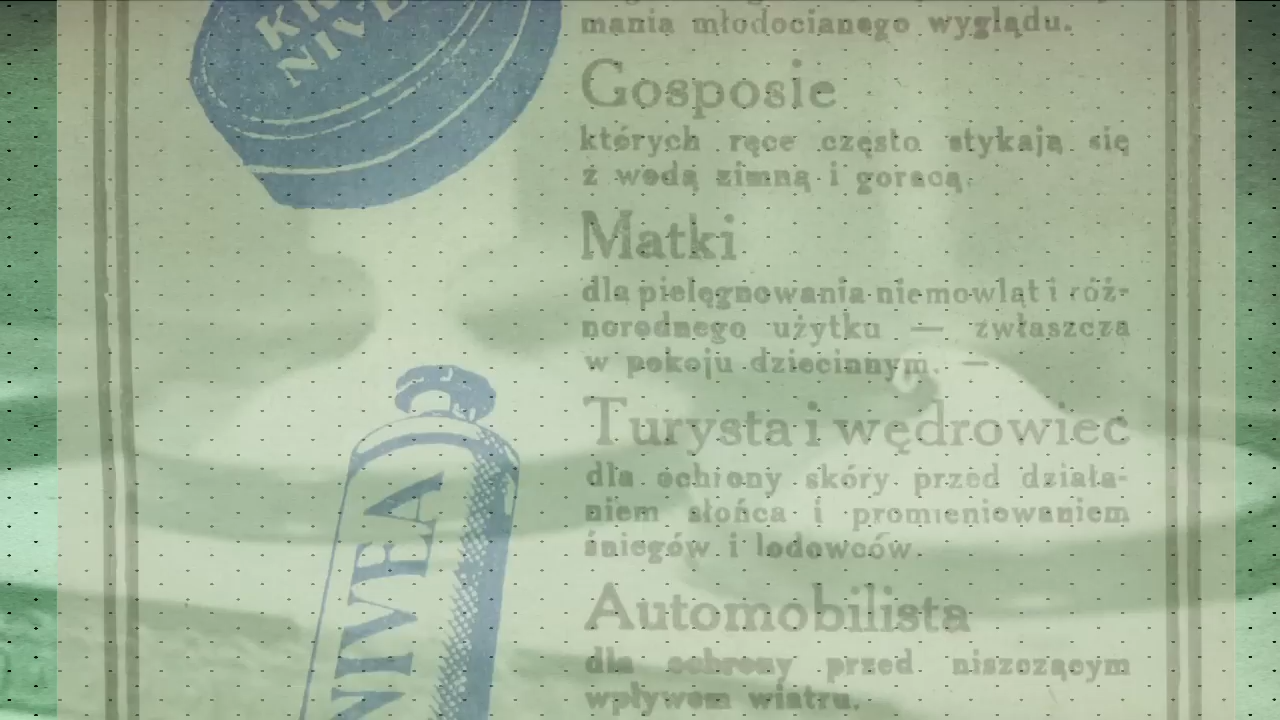 NIVEA
mania młodocianego wyglądu.
Gosposie
których ręce często stykają się
z wodą zimną i gorącą.
Matki
dla pielęgnowania niemowląt i róż-
norodnego użytku — zwłaszcza
w pokoju dziecinnym. —
Turysta i wędrowiec
dla ochrony skóry przed działa-
niem słońca i promieniowaniem
śniegów i lodowców.
Automobilista
dla ochrony przed niszczącym
wpływem wiatru.
NIVEA